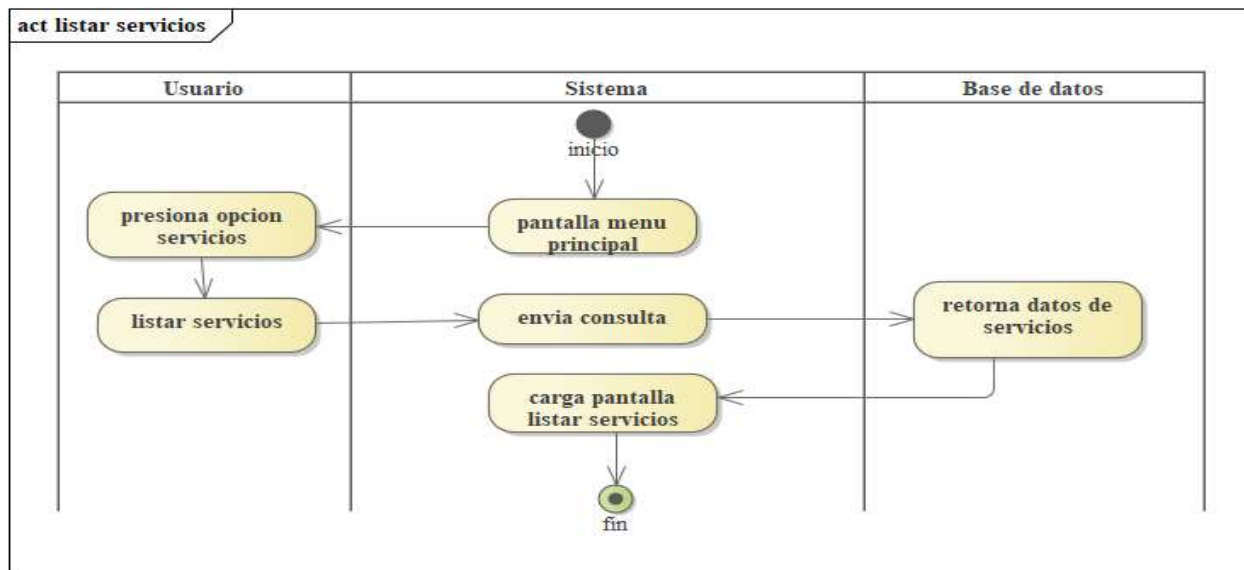 act listar servicios
Usuario
Sistema
Base de datos
inicio
pantalla menu
principal
presiona opcion
servicios
listar servicios
envia consulta
retorna datos de
servicios
carga pantalla
listar servicios
fin